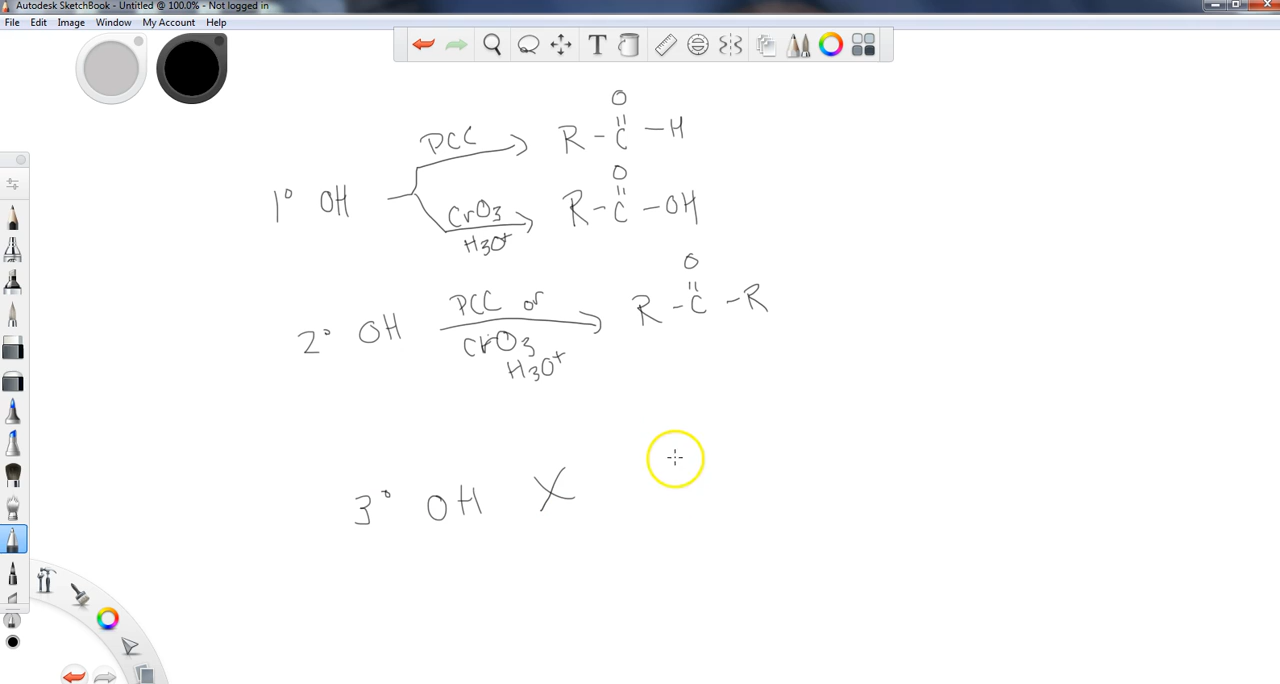 Autodesk SketchBook - Untitled @ 100.0% - Not logged in
File Edit Image Window My Account Help
O
PCC R - C - H
||
O
1° OH CrO3 R - C - OH
||
H3O+
O
PCC or R - C - R
||
2° OH CrO3
H3O+
3° OH X